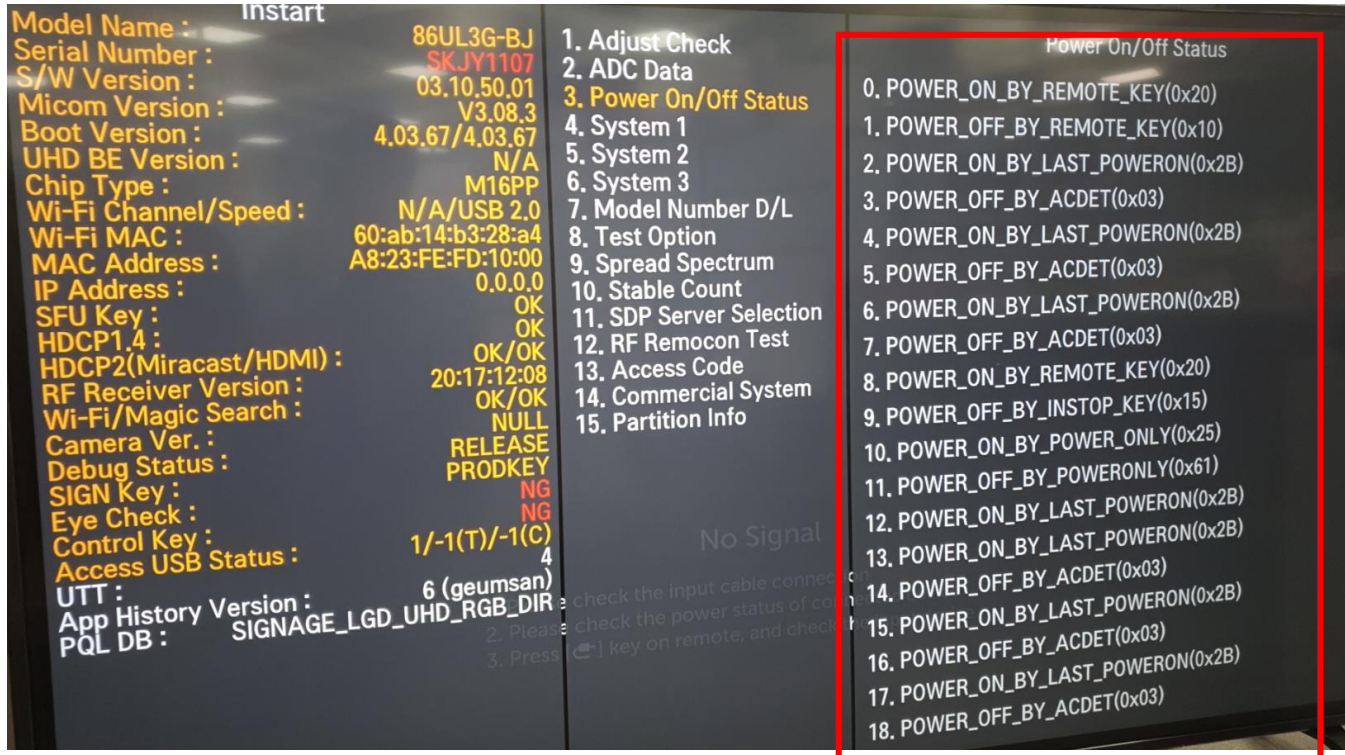 Instart
Model Name : 86UL3G-BJ
Serial Number : SKJY1107
S/W Version : 03.10.50.01
Micom Version : V3.08.3
Boot Version : 4.03.67/4.03.67
UHD BE Version : N/A
Chip Type : M16PP
Wi-Fi Channel/Speed : N/A/USB 2.0
Wi-Fi MAC : 60:ab:14:b3:28:a4
MAC Address : A8:23:FE:FD:10:00
IP Address : 0.0.0.0
SFU Key : OK
HDCP1.4 : OK
HDCP2(Miracast/HDMI) : OK/OK
RF Receiver Version : 20:17:12:08
Wi-Fi/Magic Search : OK/OK
Camera Ver. : NULL
Debug Status : RELEASE
SIGN Key : PRODKEY
Eye Check : NG
Control Key : NG
Access USB Status : 1/-1(T)/-1(C)
UTT : 4
App History Version : 6 (geumsan)
PQL DB : SIGNAGE_LGD_UHD_RGB_DIR
1. Adjust Check
2. ADC Data
3. Power On/Off Status
4. System 1
5. System 2
6. System 3
7. Model Number D/L
8. Test Option
9. Spread Spectrum
10. Stable Count
11. SDP Server Selection
12. RF Remocon Test
13. Access Code
14. Commercial System
15. Partition Info
No Signal
check the input cable connection
2. Please check the power status of
3. Press [ ] key on remote, and check the
Power On/Off Status
0. POWER_ON_BY_REMOTE_KEY(0x20)
1. POWER_OFF_BY_REMOTE_KEY(0x10)
2. POWER_ON_BY_LAST_POWERON(0x2B)
3. POWER_OFF_BY_ACDET(0x03)
4. POWER_ON_BY_LAST_POWERON(0x2B)
5. POWER_OFF_BY_ACDET(0x03)
6. POWER_ON_BY_LAST_POWERON(0x2B)
7. POWER_OFF_BY_ACDET(0x03)
8. POWER_ON_BY_REMOTE_KEY(0x20)
9. POWER_OFF_BY_INSTOP_KEY(0x15)
10. POWER_ON_BY_POWER_ONLY(0x25)
11. POWER_OFF_BY_POWERONLY(0x61)
12. POWER_ON_BY_LAST_POWERON(0x2B)
13. POWER_ON_BY_LAST_POWERON(0x2B)
14. POWER_OFF_BY_ACDET(0x03)
15. POWER_ON_BY_LAST_POWERON(0x2B)
16. POWER_OFF_BY_ACDET(0x03)
17. POWER_ON_BY_LAST_POWERON(0x2B)
18. POWER_OFF_BY_ACDET(0x03)